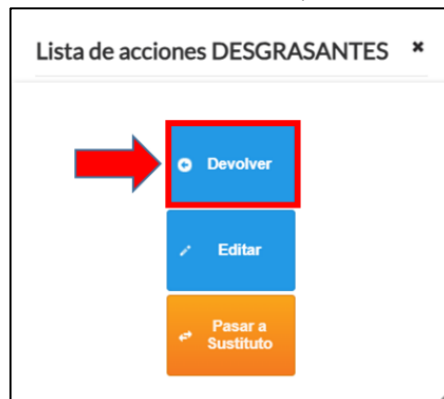 Lista de acciones DESGRASANTES ×
Devolver
Editar
Pasar a
Sustituto